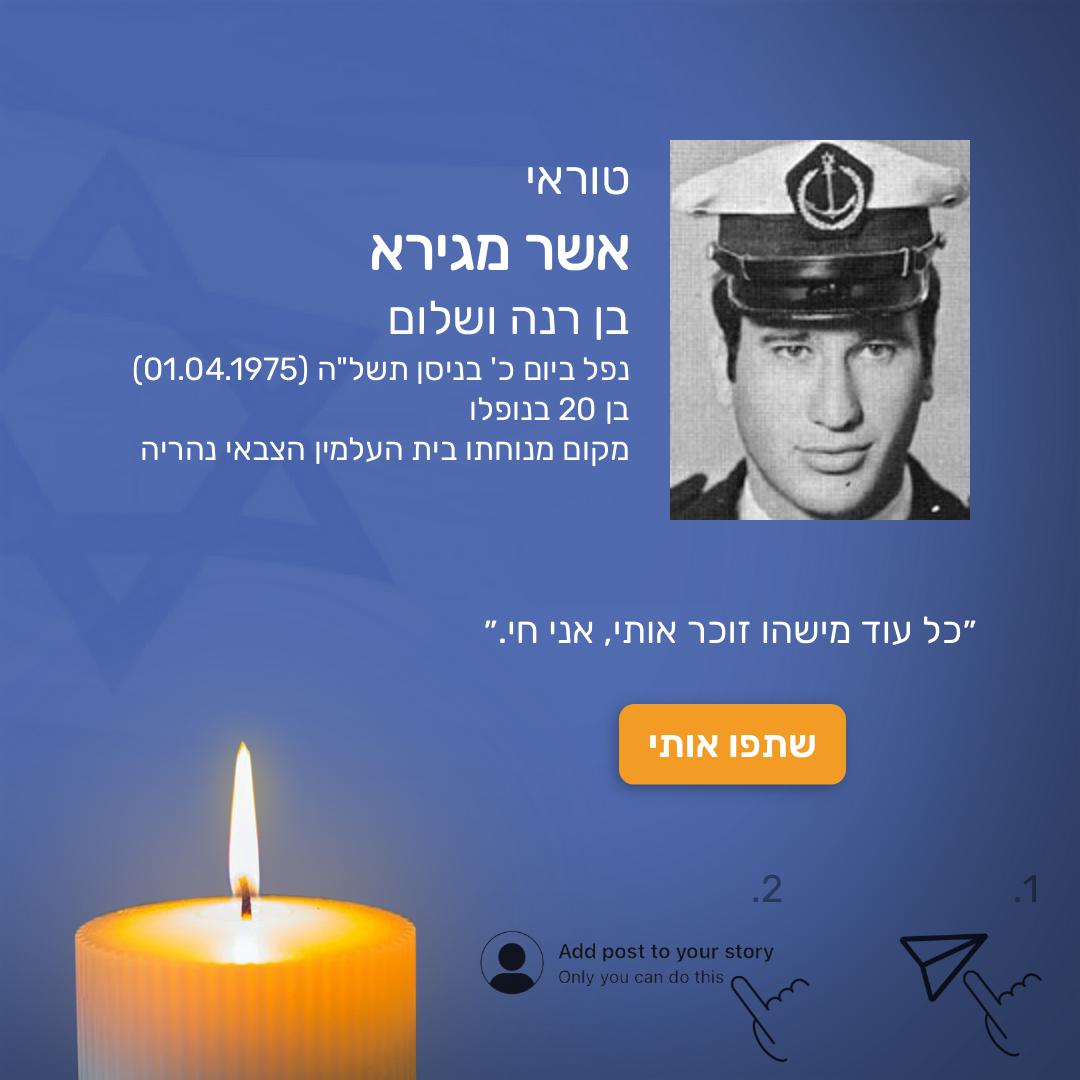 טוראי
אשר מגירא
בן רנה ושלום
נפל ביום כ' בניסן תשל"ה (01.04.1975)
בן 20 בנופלו
מקום מנוחתו בית העלמין הצבאי נהריה
״כל עוד מישהו זוכר אותי, אני חי.״
שתפו אותי
1.
2.
Add post to your story
Only you can do this